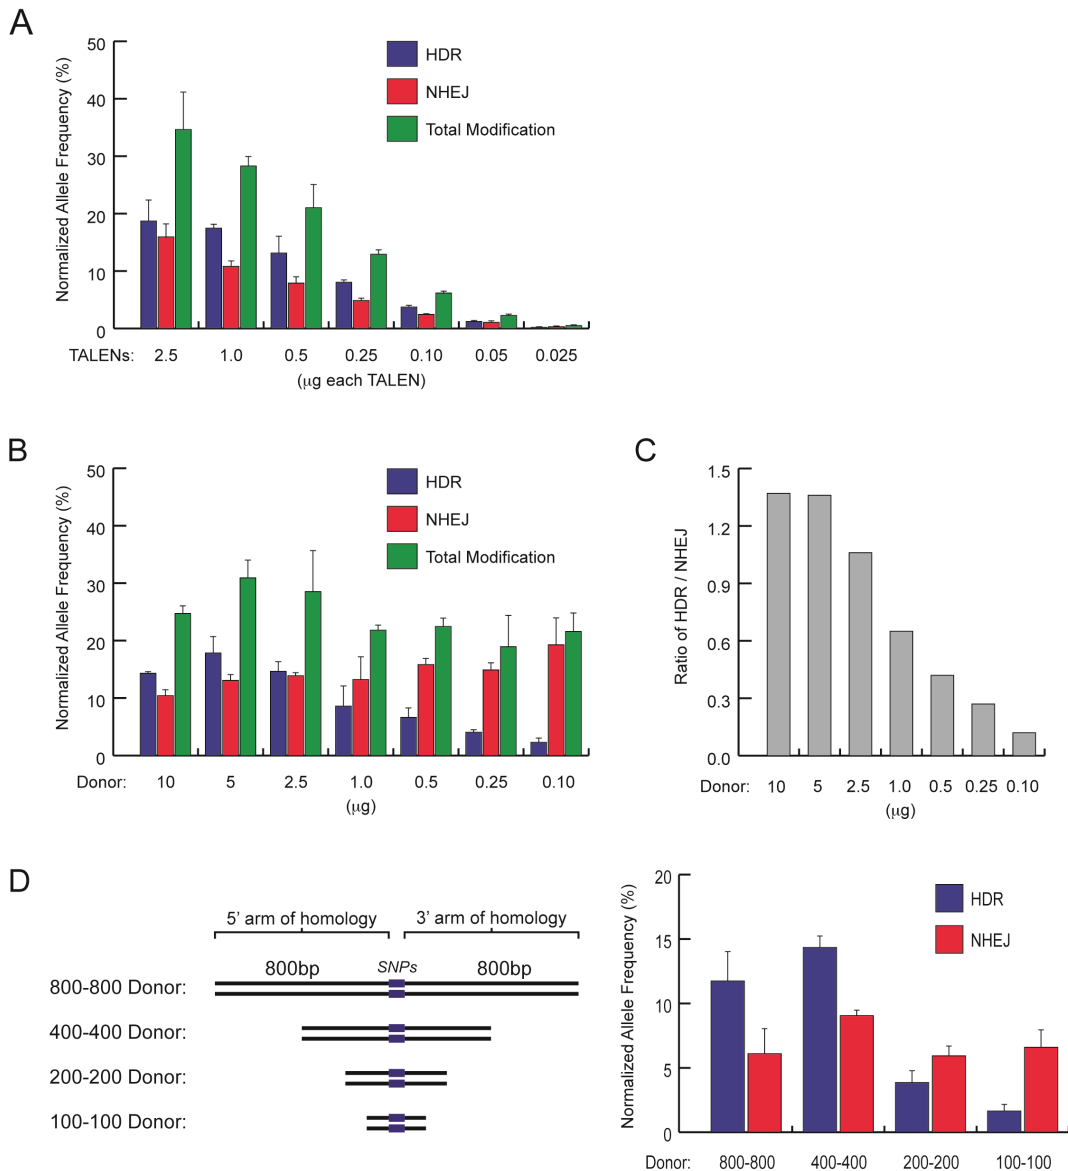 A
Normalized Allele Frequency (%)
50
40
30
20
10
0
HDR
NHEJ
Total Modification
TALENs: 2.5 1.0 0.5 0.25 0.10 0.05 0.025
(μg each TALEN)
B
Normalized Allele Frequency (%)
50
40
30
20
10
0
HDR
NHEJ
Total Modification
Donor: 10 5 2.5 1.0 0.5 0.25 0.10
(μg)
C
Ratio of HDR / NHEJ
1.5
1.2
0.9
0.6
0.3
0.0
Donor: 10 5 2.5 1.0 0.5 0.25 0.10
(μg)
D
5’ arm of homology 3’ arm of homology
800bp SNPs 800bp
800-800 Donor:
400-400 Donor:
200-200 Donor:
100-100 Donor:
Normalized Allele Frequency (%)
20
15
10
5
0
HDR
NHEJ
Donor: 800-800 400-400 200-200 100-100